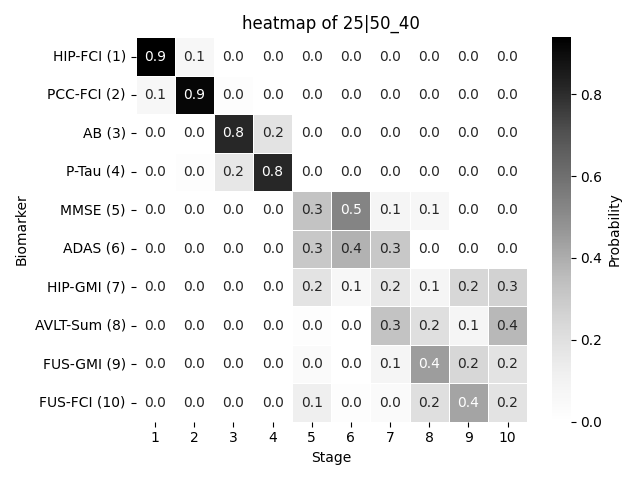 heatmap of 25|50_40
HIP-FCI (1) 0.9 0.1 0.0 0.0 0.0 0.0 0.0 0.0 0.0 0.0
PCC-FCI (2) 0.1 0.9 0.0 0.0 0.0 0.0 0.0 0.0 0.0 0.0
AB (3) 0.0 0.0 0.8 0.2 0.0 0.0 0.0 0.0 0.0 0.0
P-Tau (4) 0.0 0.0 0.2 0.8 0.0 0.0 0.0 0.0 0.0 0.0
MMSE (5) 0.0 0.0 0.0 0.0 0.3 0.5 0.1 0.1 0.0 0.0
ADAS (6) 0.0 0.0 0.0 0.0 0.3 0.4 0.3 0.0 0.0 0.0
HIP-GMI (7) 0.0 0.0 0.0 0.0 0.2 0.1 0.2 0.1 0.2 0.3
AVLT-Sum (8) 0.0 0.0 0.0 0.0 0.0 0.0 0.3 0.2 0.1 0.4
FUS-GMI (9) 0.0 0.0 0.0 0.0 0.0 0.0 0.1 0.4 0.2 0.2
FUS-FCI (10) 0.0 0.0 0.0 0.0 0.1 0.0 0.0 0.2 0.4 0.2
1 2 3 4 5 6 7 8 9 10
Stage
Biomarker
0.8
0.6
0.4
0.2
0.0
Probability